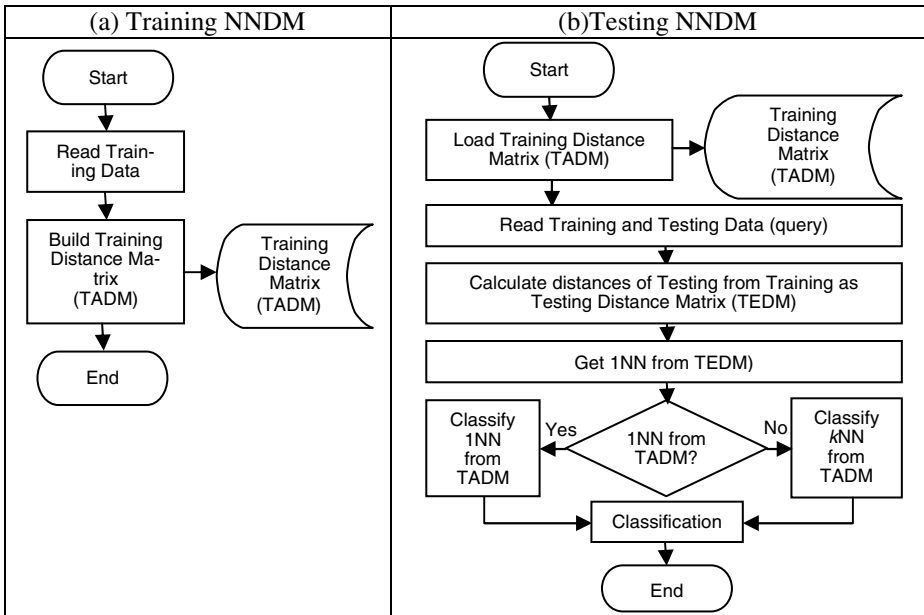 (a) Training NNDM
Start
Read Train-
ing Data
Build Training
Distance Ma-
trix
(TADM)
Training
Distance
Matrix
(TADM)
End
(b)Testing NNDM
Start
Load Training Distance
Matrix (TADM)
Training
Distance
Matrix
(TADM)
Read Training and Testing Data (query)
Calculate distances of Testing from Training as
Testing Distance Matrix (TEDM)
Get 1NN from TEDM)
1NN from
TADM?
Yes
Classify
1NN
from
TADM
No
Classify
kNN
from
TADM
Classification
End